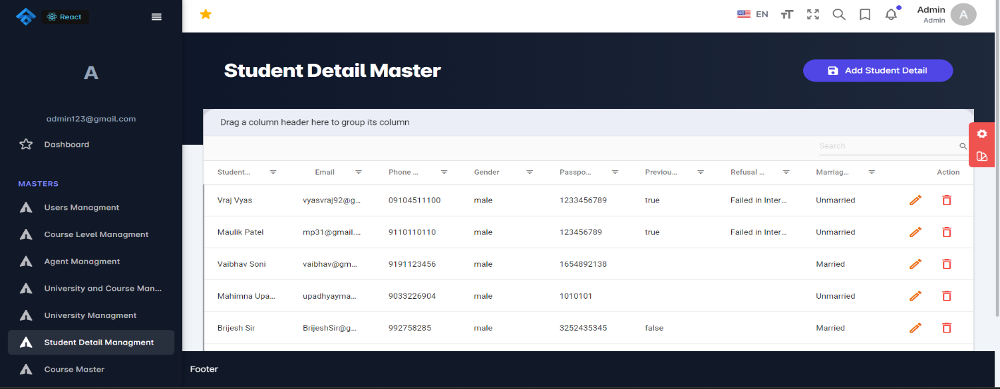 React
EN
Admin
Admin
A
A
admin123@gmail.com
Dashboard
MASTERS
Users Managment
Course Level Managment
Agent Managment
University and Course Man...
University Managment
Student Detail Managment
Course Master
Student Detail Master
Add Student Detail
Drag a column header here to group its column
Search
Student... Email Phone ... Gender Passpo... Previou... Refusal ... Marriag... Action
Vraj Vyas vyasvraj92@g... 09104511100 male 1233456789 true Failed in Inter... Unmarried
Maulik Patel mp31@gmail.... 9110110110 male 123456789 true Failed in Inter... Unmarried
Vaibhav Soni vaibhav@gm... 9191123456 male 1654892138 Married
Mahimna Upa... upadhyayma... 9033226904 male 1010101 Unmarried
Brijesh Sir BrijeshSir@g... 992758285 male 3252435345 false Married
Footer